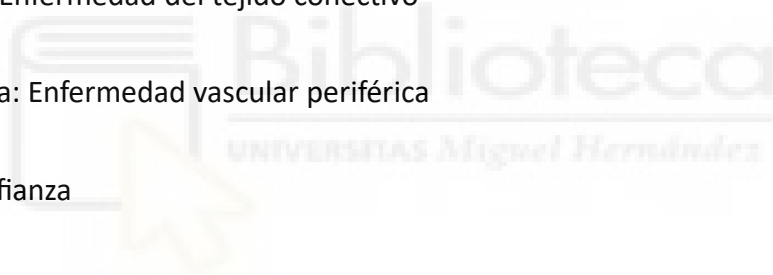 Enfermedad del tejido conectivo
Biblioteca
a: Enfermedad vascular periférica
UNIVERSITAS Miguel Hernández
fianza